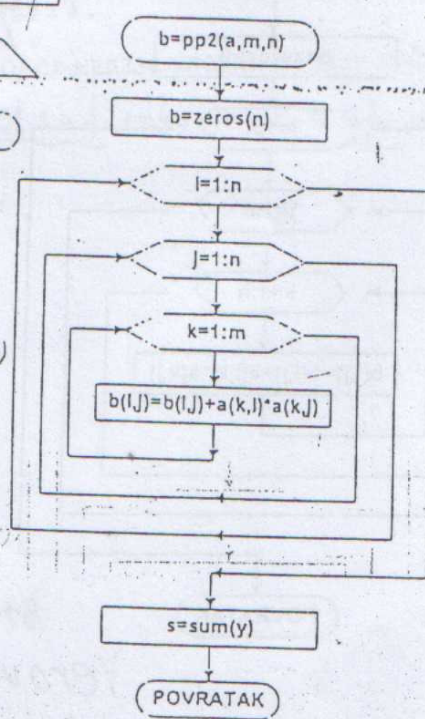 b=pp2(a,m,n)
b=zeros(n)
i=1:n
j=1:n
k=1:m
b(i,j)=b(i,j)+a(k,i)*a(k,j)
s=sum(y)
POVRATAK